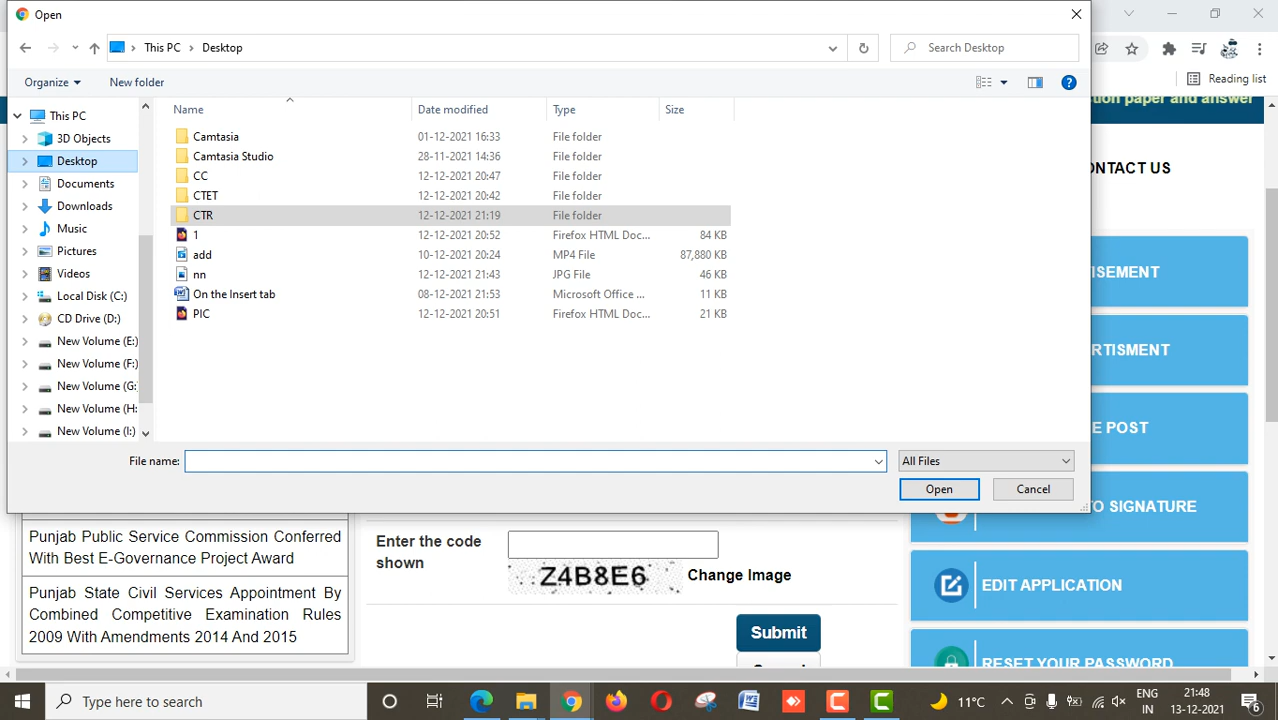 Open
This PC
Desktop
Search Desktop
Organize
New folder
Reading list
Name
Date modified
Type
Size
This PC
3D Objects
Desktop
Documents
Downloads
Music
Pictures
Videos
Local Disk (C:)
CD Drive (D:)
New Volume (E:)
New Volume (F:)
New Volume (G:
New Volume (H:
New Volume (I:)
Camtasia 01-12-2021 16:33 File folder
Camtasia Studio 28-11-2021 14:36 File folder
CC 12-12-2021 20:47 File folder
CTET 12-12-2021 20:42 File folder
CTR 12-12-2021 21:19 File folder
1 12-12-2021 20:52 Firefox HTML Doc... 84 KB
add 10-12-2021 20:24 MP4 File 87,880 KB
nn 12-12-2021 21:43 JPG File 46 KB
On the Insert tab 08-12-2021 21:53 Microsoft Office ... 11 KB
PIC 12-12-2021 20:51 Firefox HTML Doc... 21 KB
File name:
All Files
Open
Cancel
tion paper and answer
ONTACT US
ISEMENT
RTISMENT
E POST
O SIGNATURE
EDIT APPLICATION
RESET YOUR PASSWORD
Punjab Public Service Commission Conferred
With Best E-Governance Project Award
Punjab State Civil Services Appointment By
Combined Competitive Examination Rules
2009 With Amendments 2014 And 2015
Enter the code
shown
Z4B8E6
Change Image
Submit
Type here to search
11°C
ENG
IN
21:48
13-12-2021
6